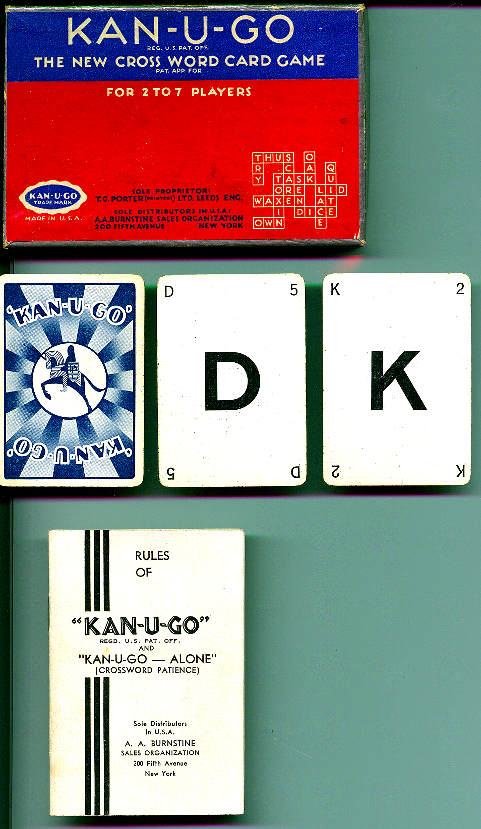 KAN-U-GO
REG. U.S. PAT. OFF.
THE NEW CROSS WORD CARD GAME
PAT. APP FOR
FOR 2 TO 7 PLAYERS
THUS
OWN
KAN-U-GO
TRADE MARK
MADE IN U.S.A.
SOLE PROPRIETOR:
T.G. PORTER LTD. LEEDS ENG.
SOLE DISTRIBUTORS IN U.S.A:
A.A. BURNSTINE SALES ORGANIZATION
200 FIFTH AVENUE NEW YORK
'KAN-U-GO'
'KAN-U-GO'
D 5
D
5 D
K 2
K
2 K
RULES
OF
"KAN-U-GO"
REGD. U.S. PAT. OFF.
AND
"KAN-U-GO — ALONE"
(CROSSWORD PATIENCE)
Sole Distributors
In U.S.A.
A. A. BURNSTINE
SALES ORGANIZATION
200 Fifth Avenue
New York